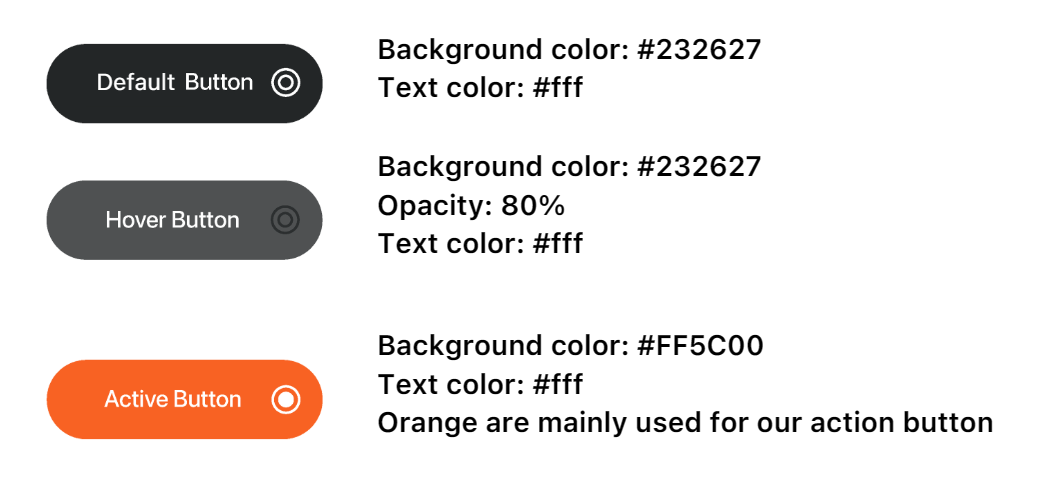 Default Button
Background color: #232627
Text color: #fff
Hover Button
Background color: #232627
Opacity: 80%
Text color: #fff
Active Button
Background color: #FF5C00
Text color: #fff
Orange are mainly used for our action button